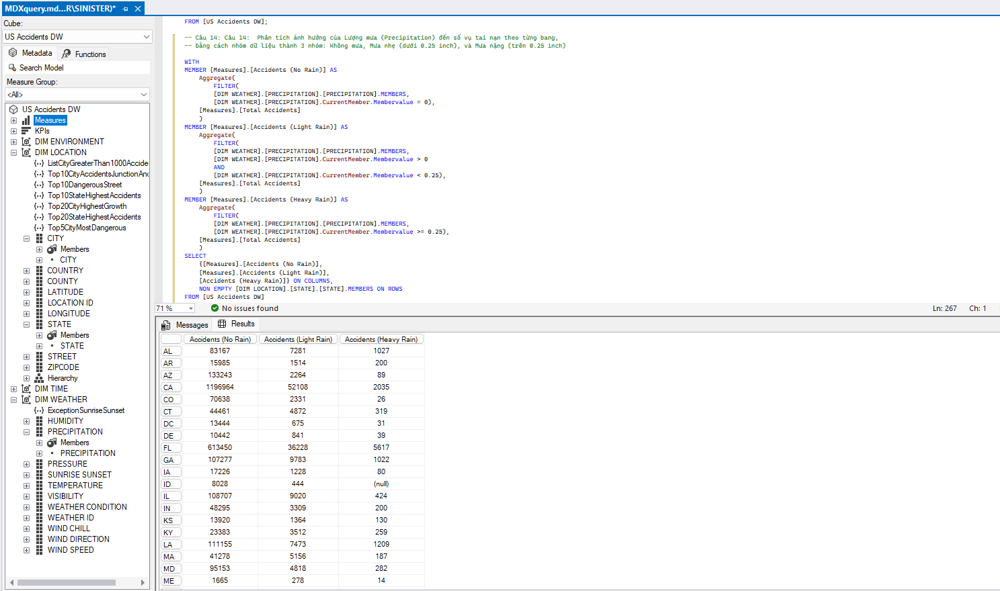 MDXquery.md...R\SINISTER)*
Cube:
US Accidents DW
Metadata
Functions
Search Model
Measure Group:
<All>
US Accidents DW
Measures
KPIs
DIM ENVIRONMENT
DIM LOCATION
ListCityGreaterThan1000Accide
Top10CityAccidentsJunctionAnd
Top10DangerousStreet
Top10StateHighestAccidents
Top20CityHighestGrowth
Top20StateHighestAccidents
Top5CityMostDangerous
CITY
Members
CITY
COUNTRY
COUNTY
LATITUDE
LOCATION ID
LONGITUDE
STATE
Members
STATE
STREET
ZIPCODE
Hierarchy
DIM TIME
DIM WEATHER
ExceptionSunriseSunset
HUMIDITY
PRECIPITATION
Members
PRECIPITATION
PRESSURE
SUNRISE SUNSET
TEMPERATURE
VISIBILITY
WEATHER CONDITION
WEATHER ID
WIND CHILL
WIND DIRECTION
WIND SPEED
FROM [US Accidents DW];
-- Câu 14: Câu 14:  Phân tích ảnh hưởng của Lượng mưa (Precipitation) đến số vụ tai nạn theo từng bang,
-- bằng cách nhóm dữ liệu thành 3 nhóm: Không mưa, Mưa nhẹ (dưới 0.25 inch), và Mưa nặng (trên 0.25 inch)
WITH
MEMBER [Measures].[Accidents (No Rain)] AS
Aggregate(
FILTER(
[DIM WEATHER].[PRECIPITATION].[PRECIPITATION].MEMBERS,
[DIM WEATHER].[PRECIPITATION].CurrentMember.Membervalue = 0),
[Measures].[Total Accidents]
)
MEMBER [Measures].[Accidents (Light Rain)] AS
Aggregate(
FILTER(
[DIM WEATHER].[PRECIPITATION].[PRECIPITATION].MEMBERS,
[DIM WEATHER].[PRECIPITATION].CurrentMember.Membervalue > 0
AND
[DIM WEATHER].[PRECIPITATION].CurrentMember.Membervalue < 0.25),
[Measures].[Total Accidents]
)
MEMBER [Measures].[Accidents (Heavy Rain)] AS
Aggregate(
FILTER(
[DIM WEATHER].[PRECIPITATION].[PRECIPITATION].MEMBERS,
[DIM WEATHER].[PRECIPITATION].CurrentMember.Membervalue >= 0.25),
[Measures].[Total Accidents]
)
SELECT
{[Measures].[Accidents (No Rain)],
[Measures].[Accidents (Light Rain)],
[Accidents (Heavy Rain)]} ON COLUMNS,
NON EMPTY [DIM LOCATION].[STATE].[STATE].MEMBERS ON ROWS
FROM [US Accidents DW]
71 % No issues found Ln: 267 Ch: 1
Messages Results
Accidents (No Rain) Accidents (Light Rain) Accidents (Heavy Rain)
AL 83167 7281 1027
AR 15985 1514 200
AZ 133243 2264 89
CA 1196964 52108 2035
CO 70638 2331 26
CT 44461 4872 319
DC 13444 675 31
DE 10442 841 39
FL 613450 36228 5617
GA 107277 9783 1022
IA 17226 1228 80
ID 8028 444 (null)
IL 108707 9020 424
IN 48295 3309 200
KS 13920 1364 130
KY 23383 3512 259
LA 111155 7473 1209
MA 41278 5156 187
MD 95153 4818 282
ME 1665 278 14